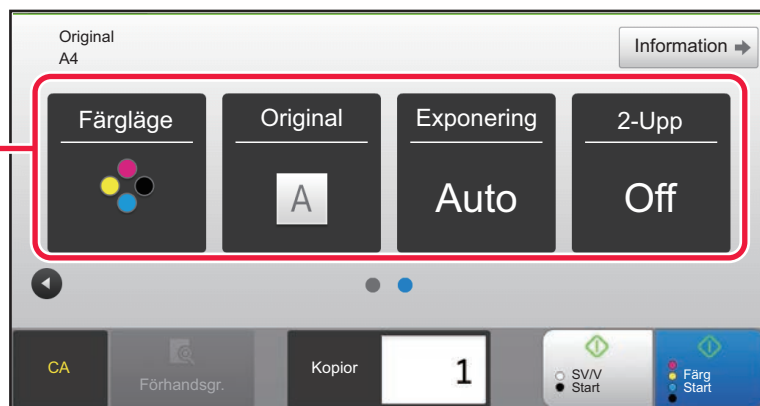 Original
A4
Information
Färgläge
Original
Exponering
2-Upp
A
Auto
Off
CA
Förhandsgr.
Kopior
1
SV/V
Start
Färg
Start